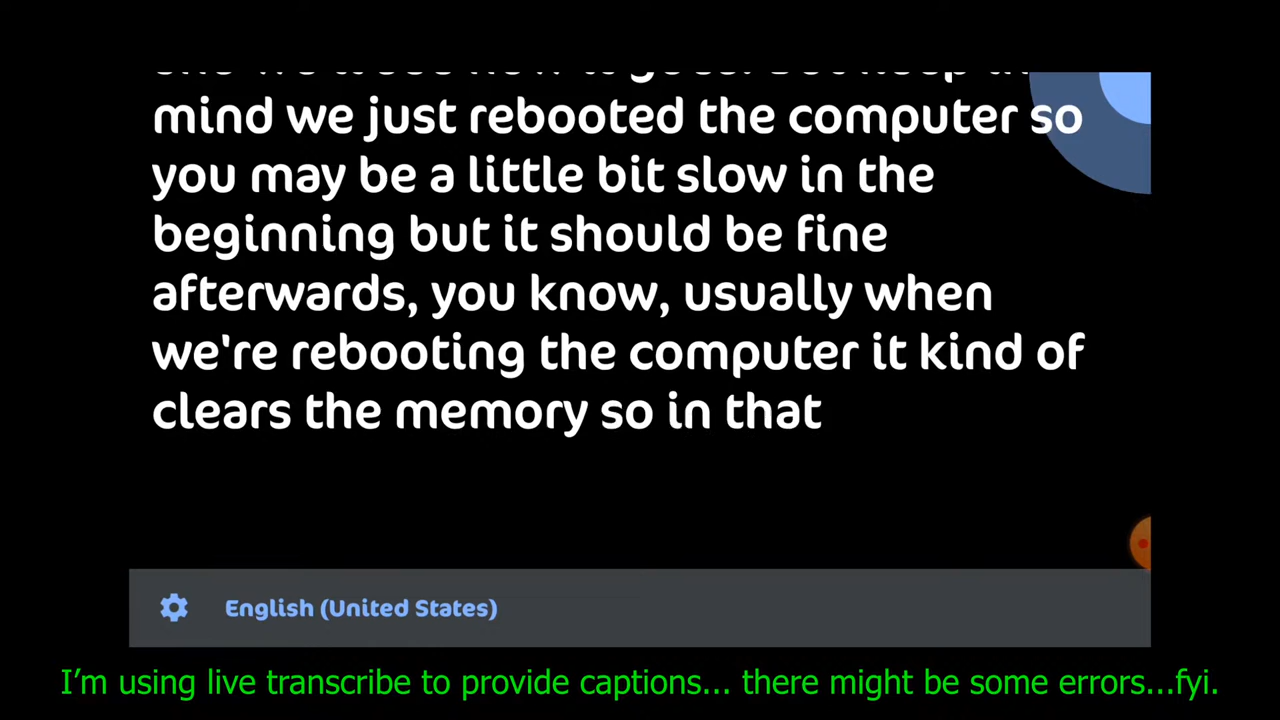 mind we just rebooted the computer so
you may be a little bit slow in the
beginning but it should be fine
afterwards, you know, usually when
we're rebooting the computer it kind of
clears the memory so in that
English (United States)
I'm using live transcribe to provide captions... there might be some errors...fyi.